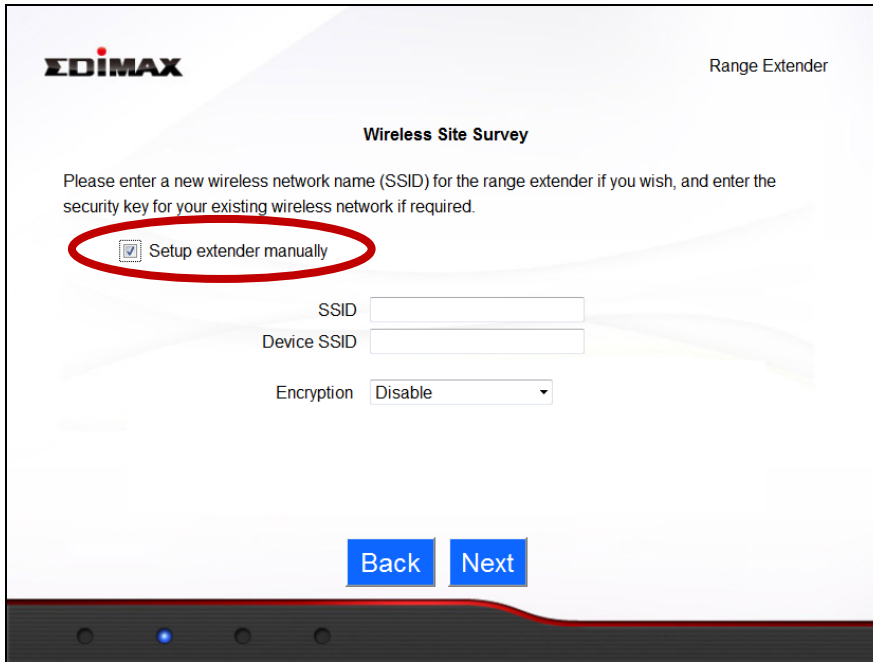 EDIMAX
Range Extender
Wireless Site Survey
Please enter a new wireless network name (SSID) for the range extender if you wish, and enter the
security key for your existing wireless network if required.
Setup extender manually
SSID
Device SSID
Encryption Disable
Back Next